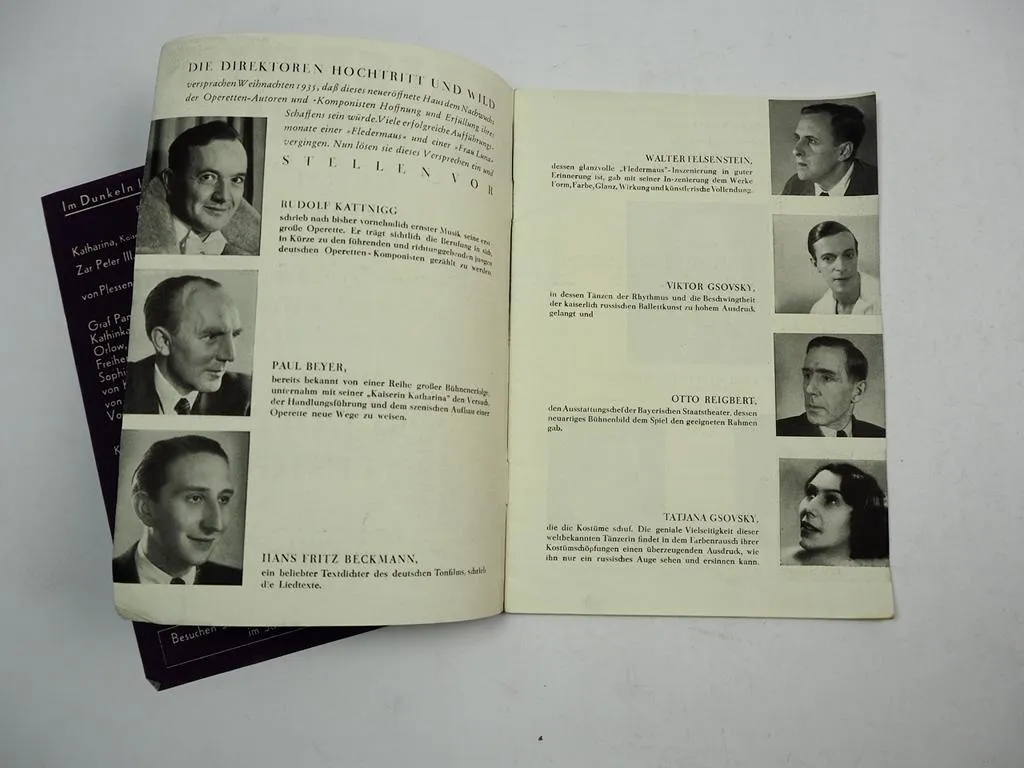 DIE DIREKTOREN HOCHTRITT UND WILD
versprachen Weihnachten 1935, daß dieses neueröffnete Haus dem Nachwuchs
der Operetten-Autoren und -Komponisten Hoffnung und Erfüllung ihres
Schaffens sein würde. Viele erfolgreiche Aufführungs-
monate einer »Fledermaus« und einer »Frau Luna«
vergingen. Nun lösen sie dieses Versprechen ein und
STELLEN VOR
RUDOLF KATTNIGG
schrieb nach bisher vornehmlich ernster Musik seine erste
große Operette. Er trägt sichtlich die Berufung in sich,
in Kürze zu den führenden und richtunggebenden jungen
deutschen Operetten-Komponisten gezählt zu werden
PAUL BEYER,
bereits bekannt von einer Reihe großer Bühnenerfolge,
unternahm mit seiner „Kaiserin Katharina" den Versuch,
der Handlungsführung und dem szenischen Aufbau einer
Operette neue Wege zu weisen.
HANS FRITZ BECKMANN,
ein beliebter Textdichter des deutschen Tonfilms, schrieb
die Liedtexte.
WALTER FELSENSTEIN,
dessen glanzvolle „Fledermaus"-Inszenierung in guter
Erinnerung ist, gab mit seiner In-zenierung dem Werke
Form, Farbe, Glanz, Wirkung und künstlerische Vollendung.
VIKTOR GSOVSKY,
in dessen Tänzen der Rhythmus und die Beschwingtheit
der kaiserlich russischen Ballettkunst zu hohem Ausdruck
gelangt und
OTTO REIGBERT,
den Ausstattungschef der Bayerischen Staatstheater, dessen
neuartiges Bühnenbild dem Spiel den geeigneten Rahmen
gab.
TATJANA GSOVSKY,
die die Kostüme schuf. Die geniale Vielseitigkeit dieser
weltbekannten Tänzerin findet in dem Farbenrausch ihrer
Kostümschöpfungen einen überzeugenden Ausdruck, wie
ihn nur ein russisches Auge sehen und ersinnen kann.
Im Dunkeln
Katharina,
Zar Peter III.
von Plessen
Graf
Kathinka
Orlow,
von
von
Besuchen
im